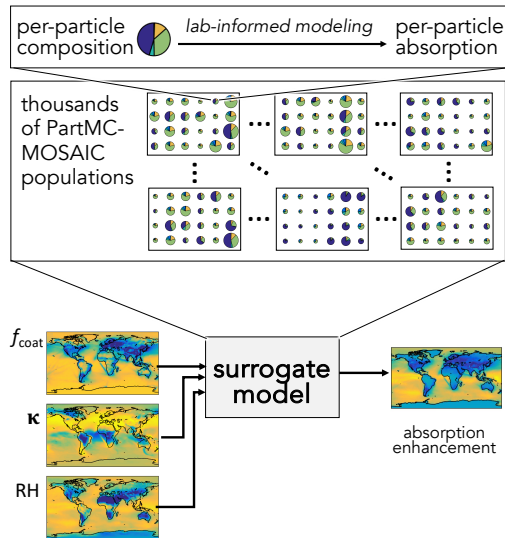 per-particle composition
lab-informed modeling
per-particle absorption
thousands
of PartMC-
MOSAIC
populations
f_coat
κ
RH
surrogate
model
absorption
enhancement